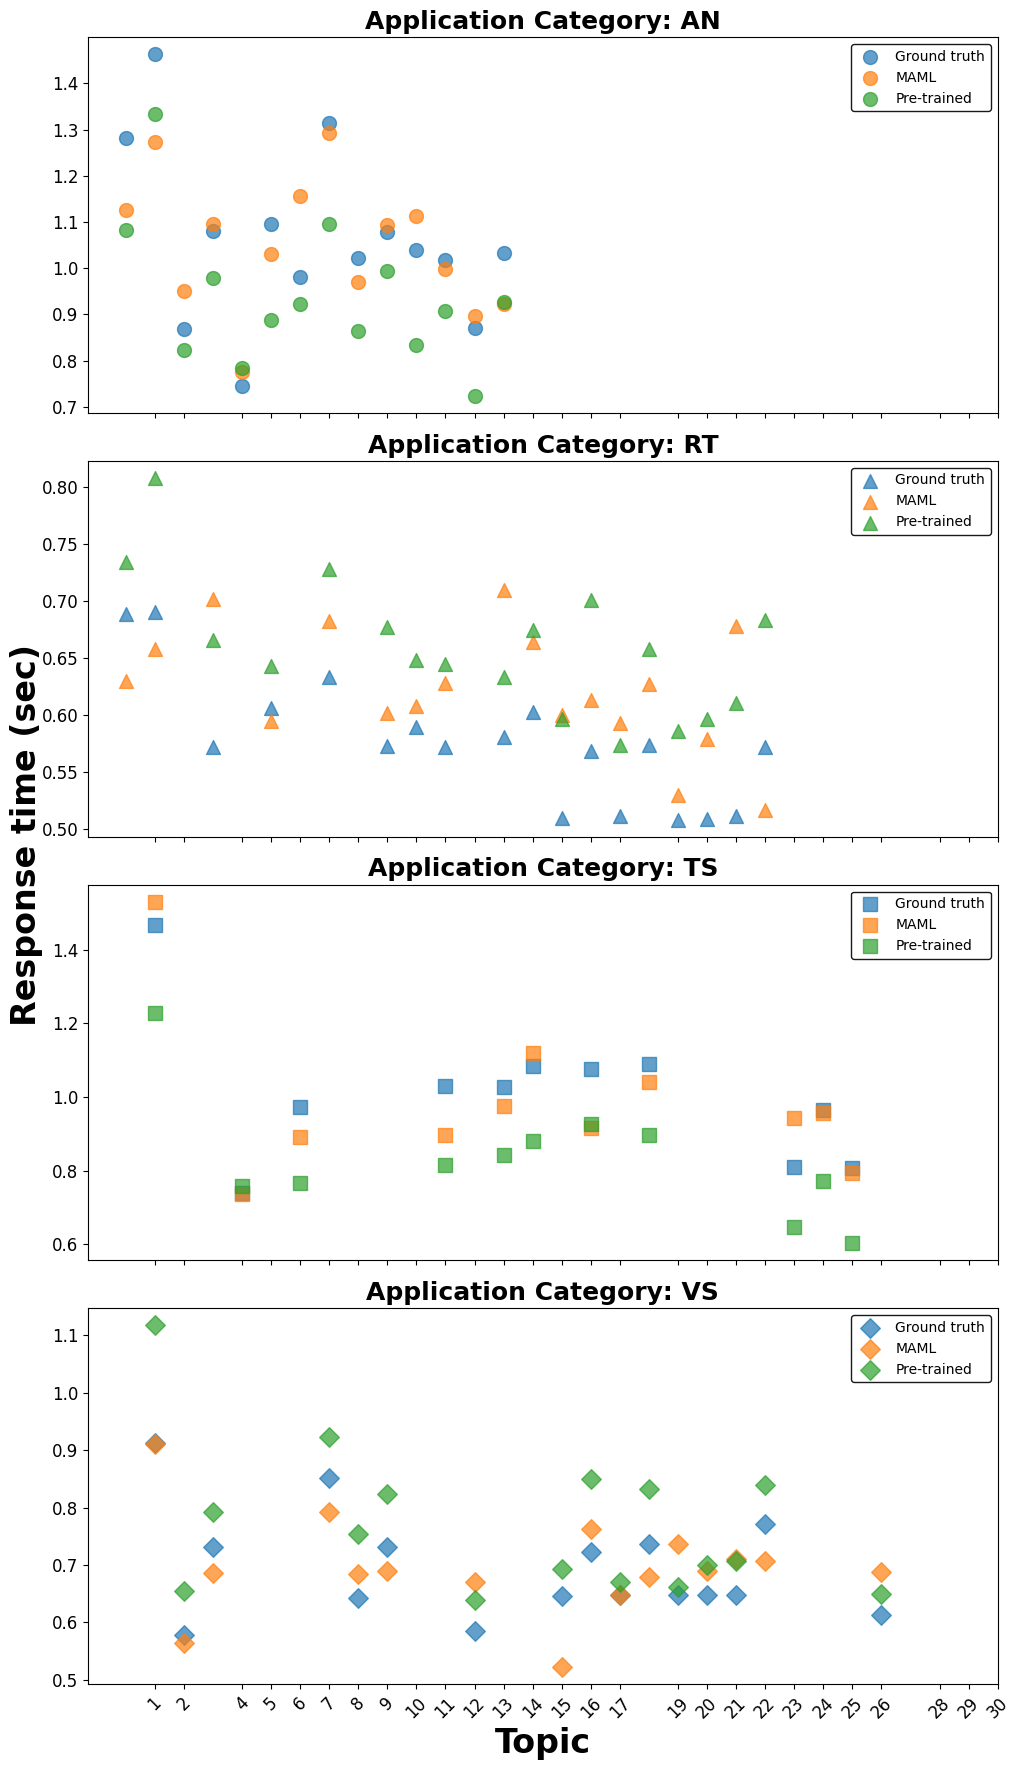 Application Category: AN
1.4
1.3
1.2
1.1
1.0
0.9
0.8
0.7
Ground truth
MAML
Pre-trained
Application Category: RT
0.80
0.75
0.70
0.65
0.60
0.55
0.50
Ground truth
MAML
Pre-trained
Response time (sec)
Application Category: TS
1.4
1.2
1.0
0.8
0.6
Ground truth
MAML
Pre-trained
Application Category: VS
1.1
1.0
0.9
0.8
0.7
0.6
0.5
Ground truth
MAML
Pre-trained
1 2 4 5 6 7 8 9 10 11 12 13 14 15 16 17 19 20 21 22 23 24 25 26 28 29 30
Topic